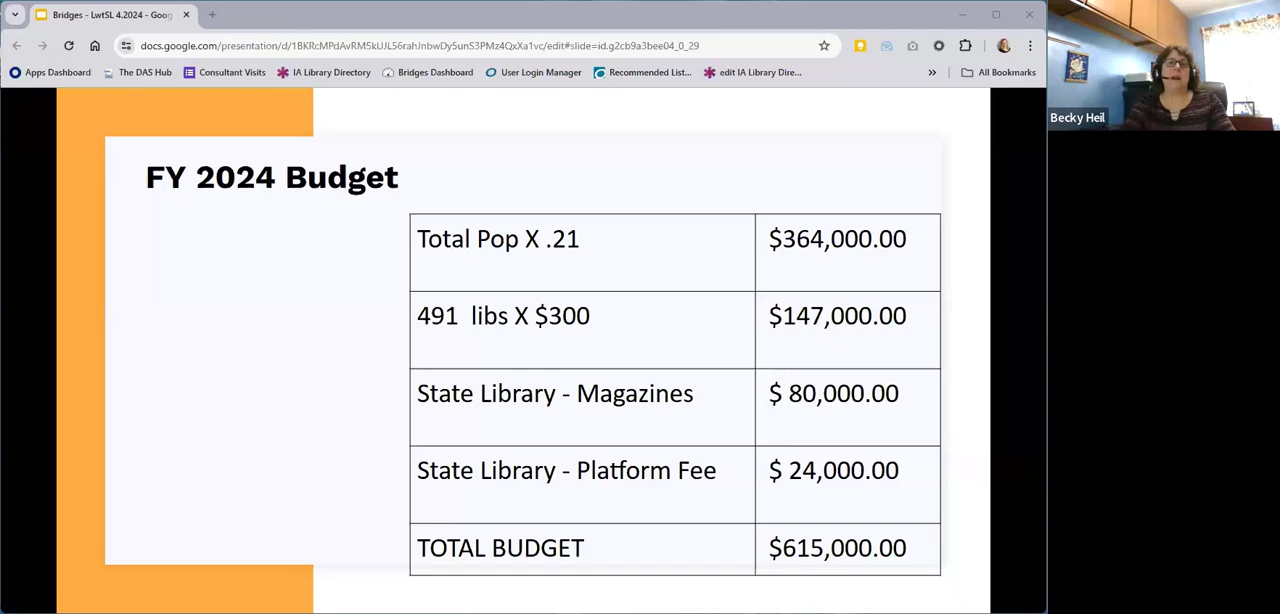 Bridges - LwtSL 4.2024 - Goog
docs.google.com/presentation/d/1BKRcMPdAvRM5kUJL56rahJnbwDy5unS3PMz4QxXa1vc/edit#slide=id.g2cb9a3bee04_0_29
Apps Dashboard The DAS Hub Consultant Visits IA Library Directory Bridges Dashboard User Login Manager Recommended List... edit IA Library Dire... » All Bookmarks
Becky Heil
FY 2024 Budget
Total Pop X .21 $364,000.00
491 libs X $300 $147,000.00
State Library - Magazines $ 80,000.00
State Library - Platform Fee $ 24,000.00
TOTAL BUDGET $615,000.00